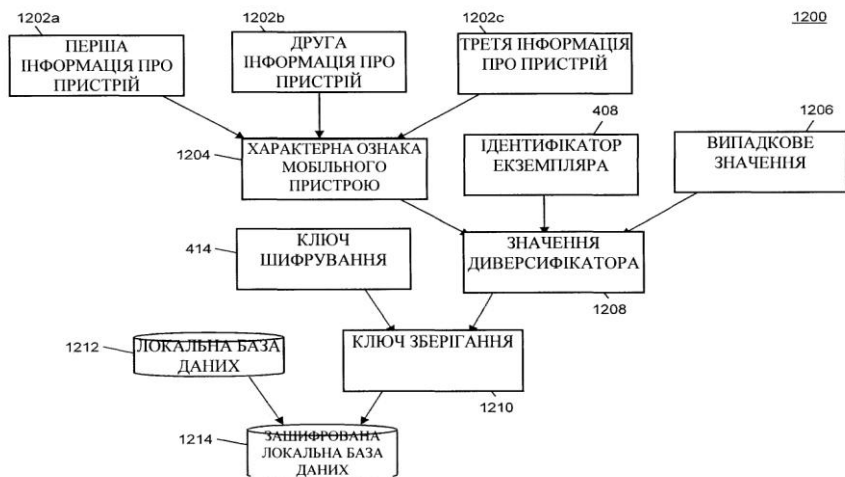 1202a
1202b
1202c
1200
ПЕРША
ІНФОРМАЦІЯ ПРО
ПРИСТРІЙ
ДРУГА
ІНФОРМАЦІЯ ПРО
ПРИСТРІЙ
ТРЕТЯ ІНФОРМАЦІЯ
ПРО ПРИСТРІЙ
1204
ХАРАКТЕРНА ОЗНАКА
МОБІЛЬНОГО
ПРИСТРОЮ
408
ІДЕНТИФІКАТОР
ЕКЗЕМПЛЯРА
1206
ВИПАДКОВЕ
ЗНАЧЕННЯ
414
КЛЮЧ
ШИФРУВАННЯ
ЗНАЧЕННЯ
ДИВЕРСИФІКАТОРА
1208
1212
ЛОКАЛЬНА БАЗА
ДАНИХ
КЛЮЧ ЗБЕРІГАННЯ
1210
1214
ЗАШИФРОВАНА
ЛОКАЛЬНА БАЗА
ДАНИХ